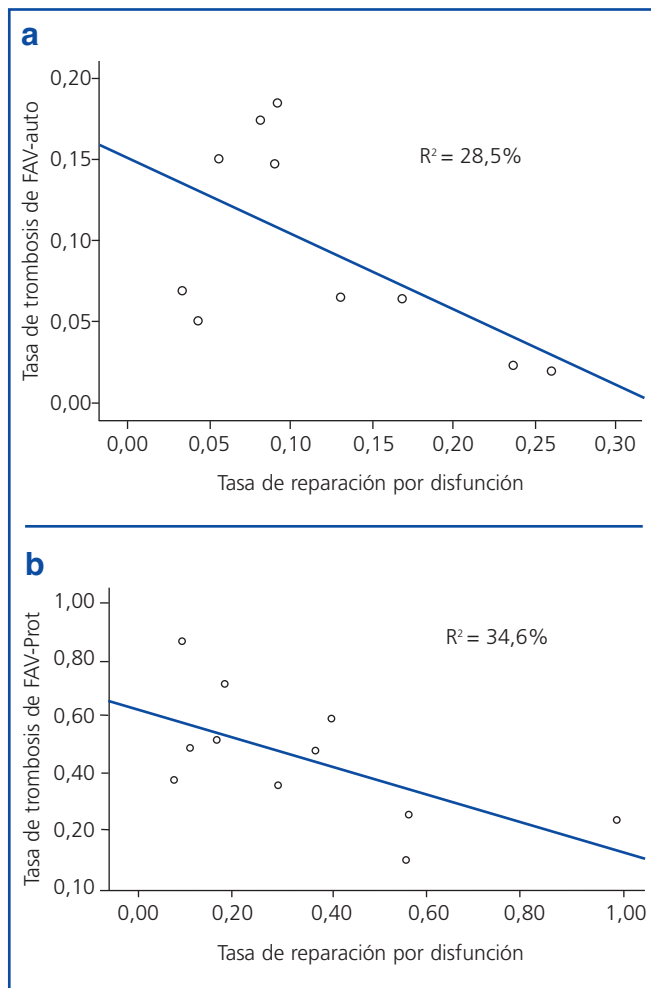 a
Tasa de trombosis de FAV-auto
0,20
0,15
0,10
0,05
0,00
R² = 28,5%
0,00 0,05 0,10 0,15 0,20 0,25 0,30
Tasa de reparación por disfunción
b
Tasa de trombosis de FAV-Prot
1,00
0,80
0,60
0,40
0,20
0,10
R² = 34,6%
0,00 0,20 0,40 0,60 0,80 1,00
Tasa de reparación por disfunción